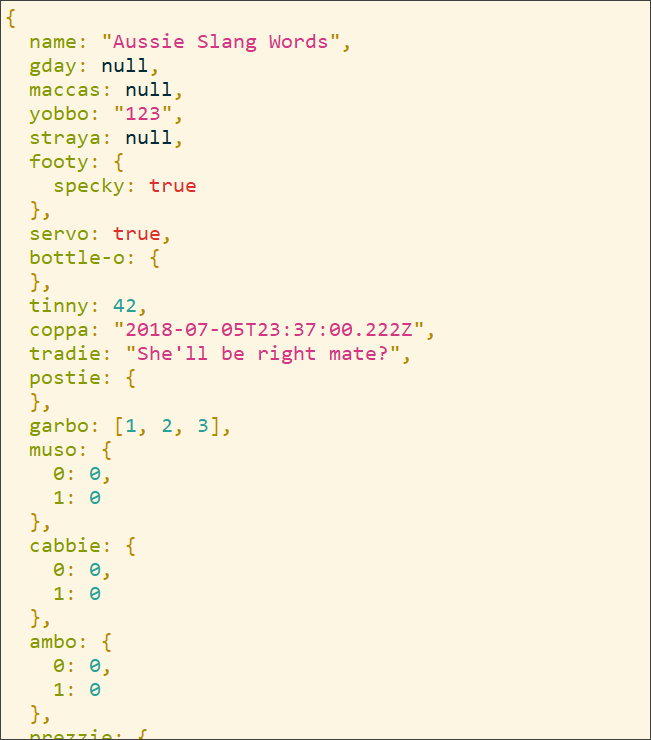 {
  name: "Aussie Slang Words",
  gday: null,
  maccas: null,
  yobbo: "123",
  straya: null,
  footy: {
    specky: true
  },
  servo: true,
  bottle-o: {
  },
  tinny: 42,
  coppa: "2018-07-05T23:37:00.222Z",
  tradie: "She'll be right mate?",
  postie: {
  },
  garbo: [1, 2, 3],
  muso: {
    0: 0,
    1: 0
  },
  cabbie: {
    0: 0,
    1: 0
  },
  ambo: {
    0: 0,
    1: 0
  },
  prezzie: {